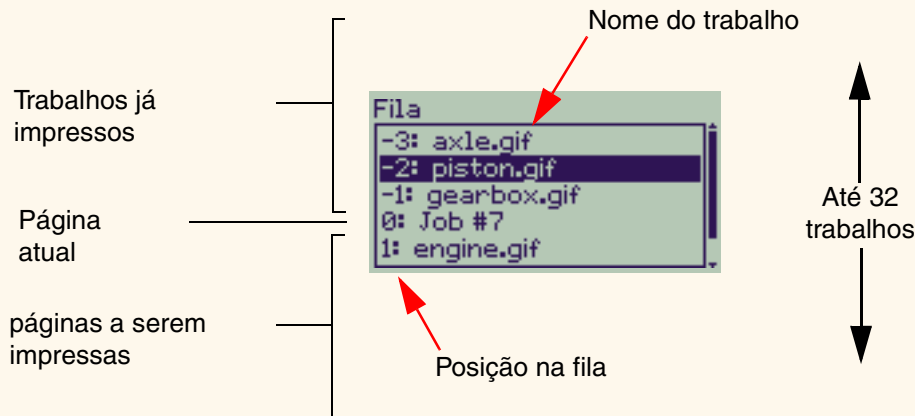 Nome do trabalho
Trabalhos já
impressos
Fila
-3: axle.gif
-2: piston.gif
-1: gearbox.gif
0: Job #7
1: engine.gif
Página
atual
Até 32
trabalhos
páginas a serem
impressas
Posição na fila